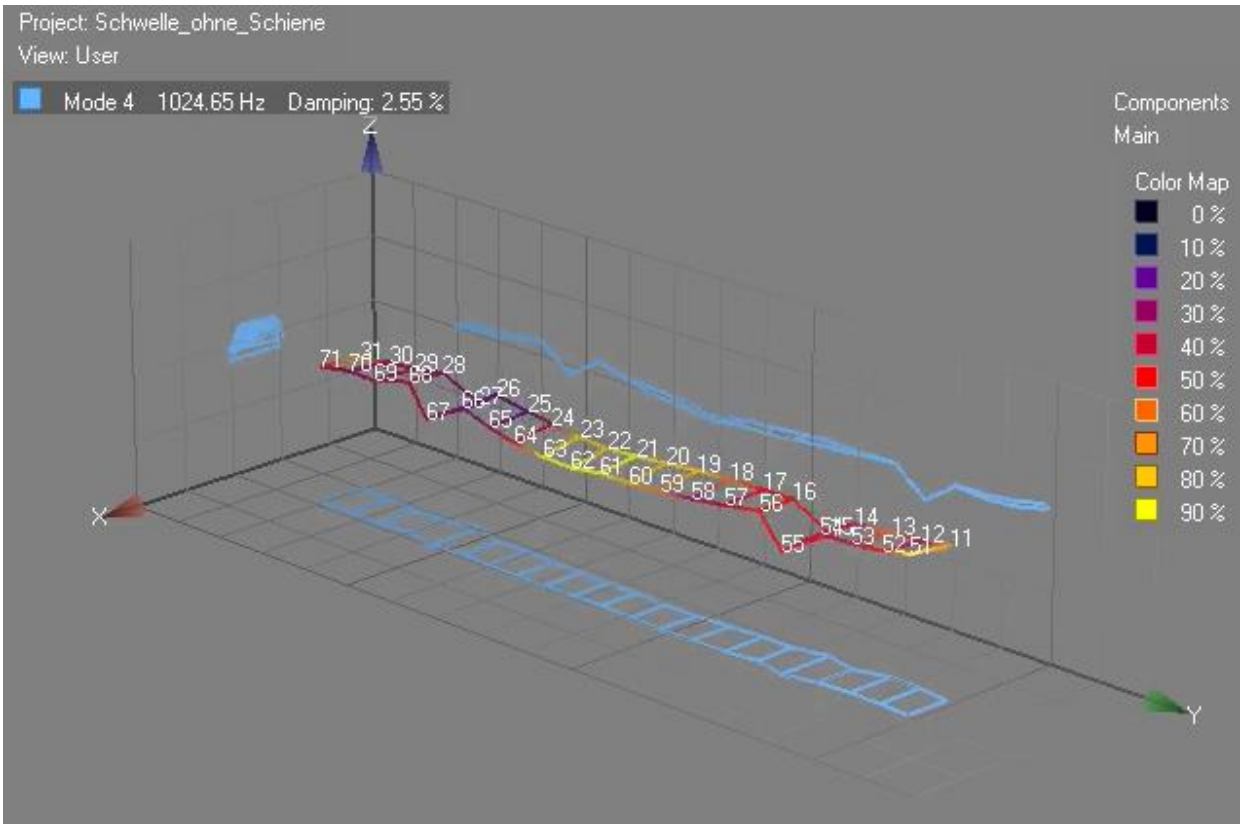 Project: Schwelle_ohne_Schiene
View: User
Mode 4 1024.65 Hz Damping: 2.55 %
Components
Main
Color Map
0 %
10 %
20 %
30 %
40 %
50 %
60 %
70 %
80 %
90 %
Z
X
Y
71 70 31 30 29 28
69 68
67 66 27 26 25 24
65 64 63 62 61 60 59 58 57 56
23 22 21 20 19 18 17 16
55 54 15 14 13 12 11
53 52 51